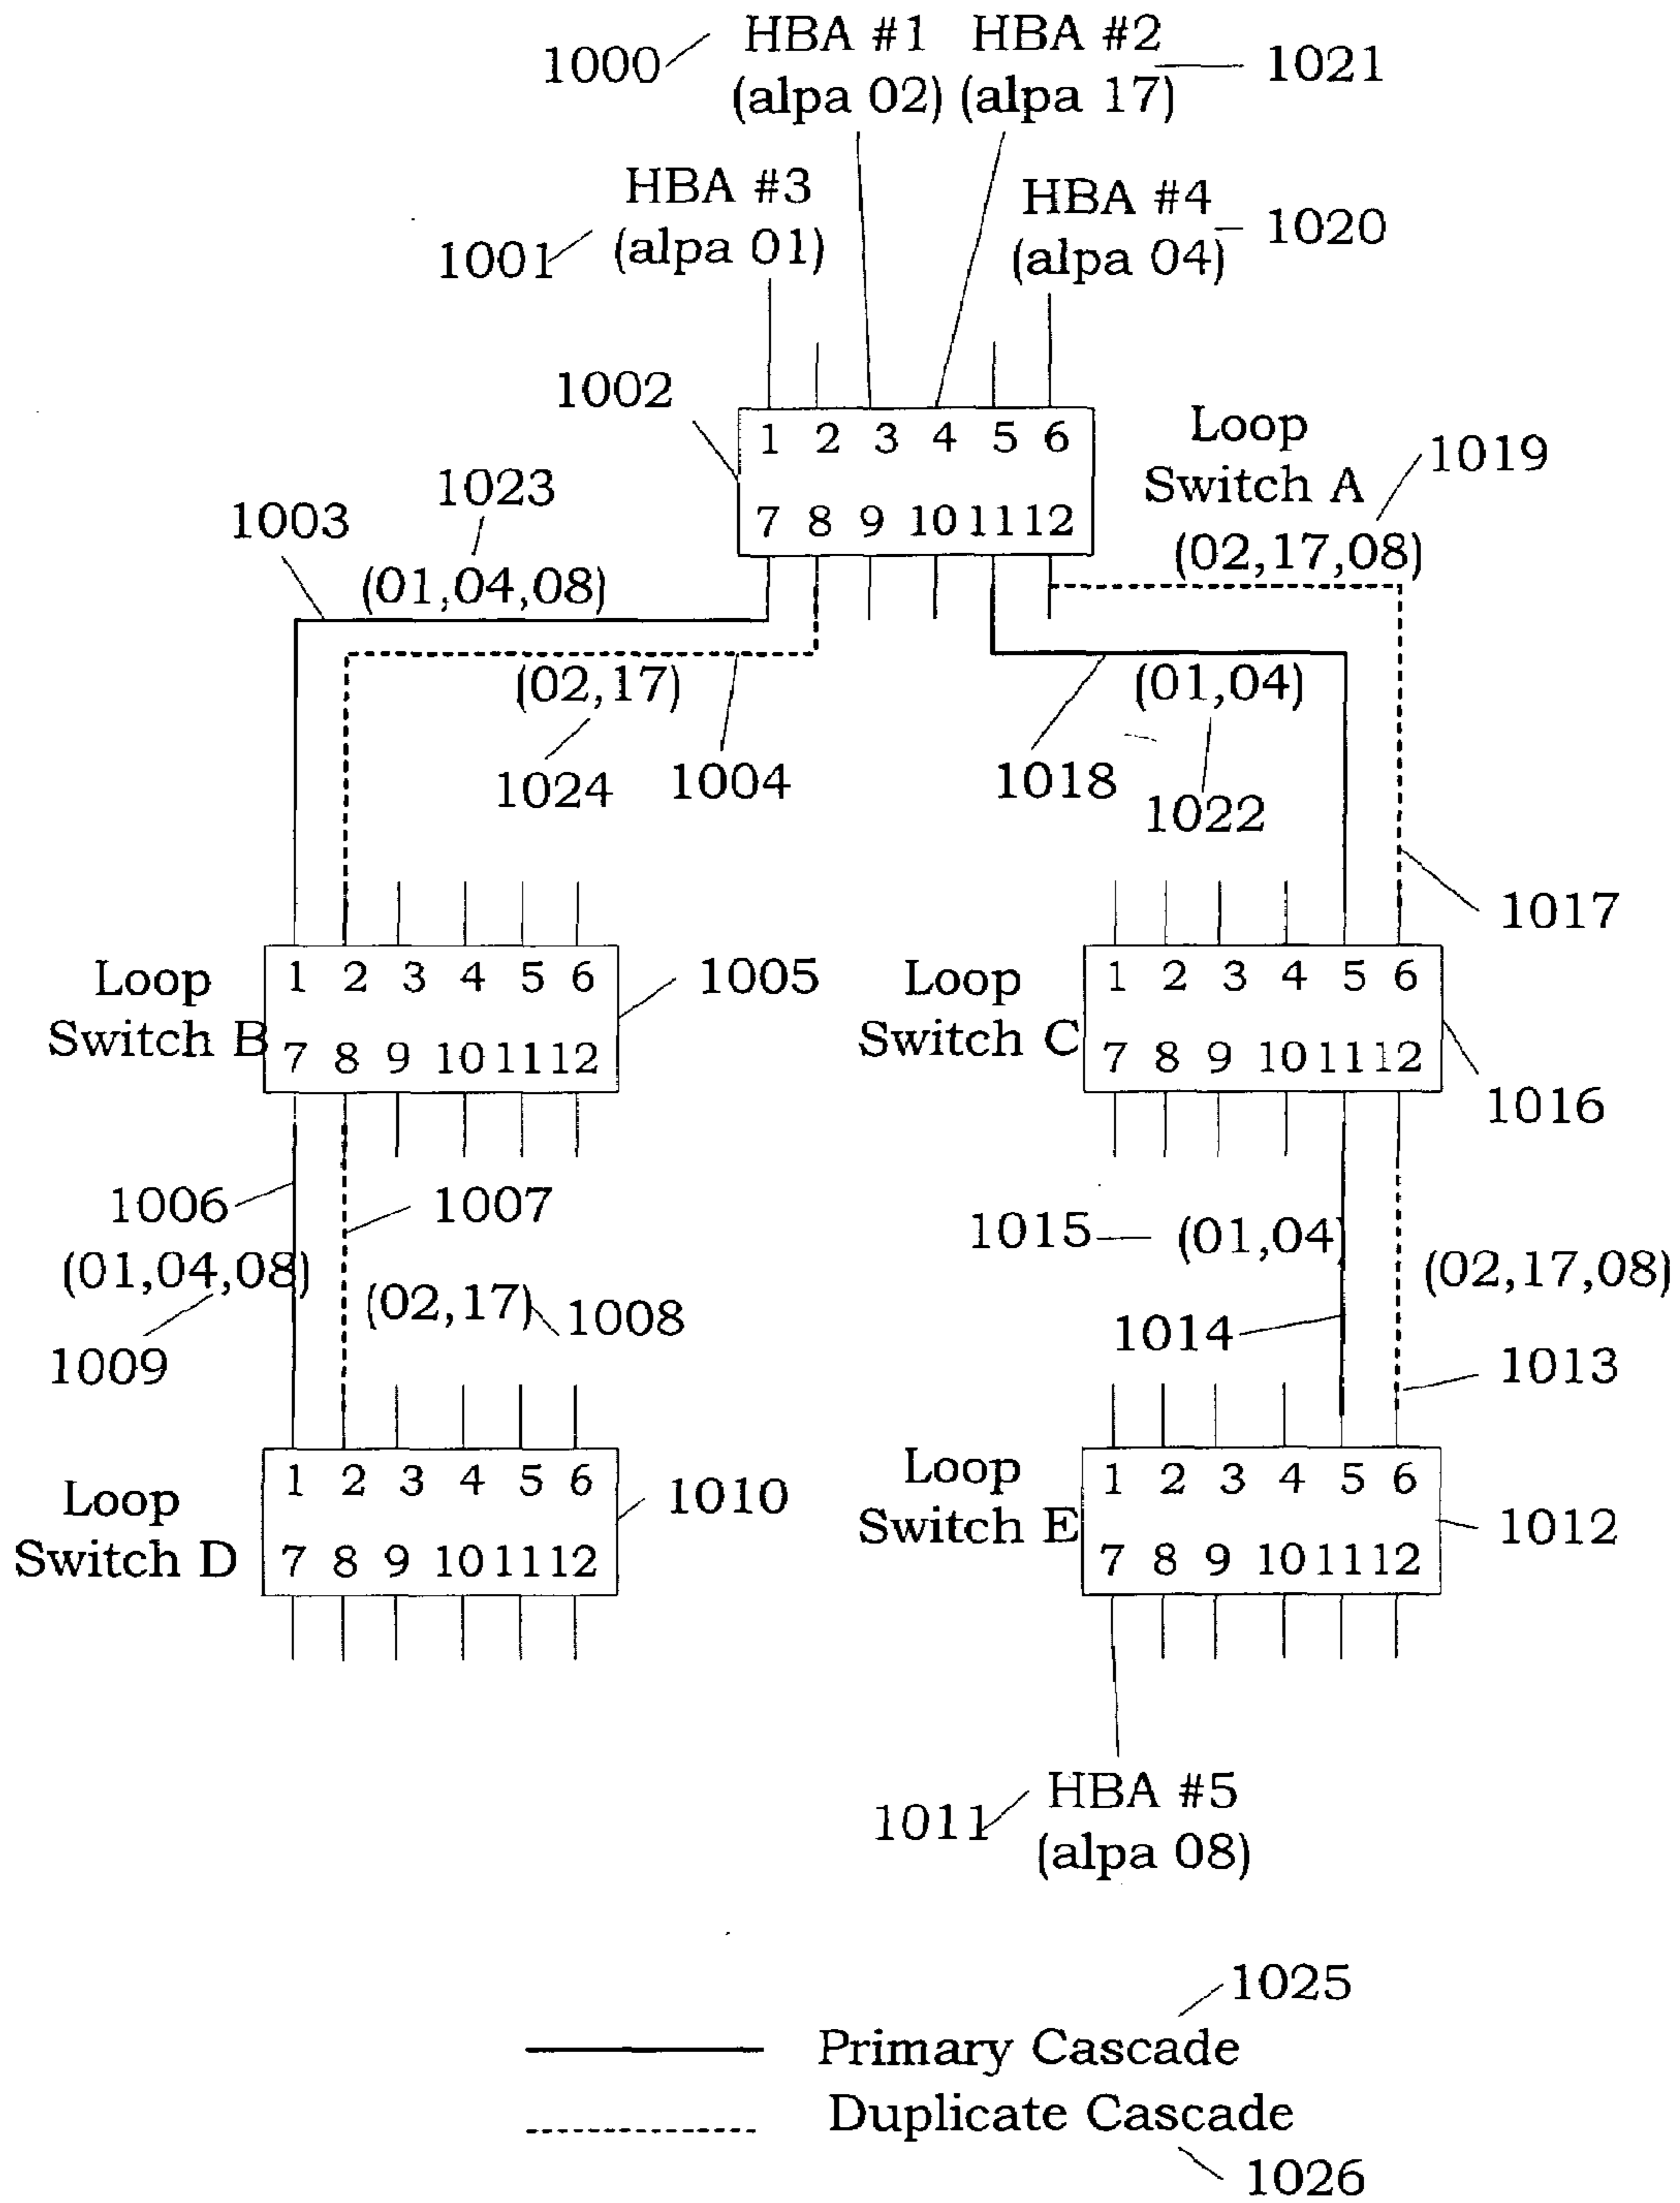 1000
HBA #1
(alpa 02)
HBA #2
(alpa 17)
1021
HBA #3
(alpa 01)
1001
HBA #4
(alpa 04)
1020
1002
1 2 3 4 5 6
7 8 9 10 11 12
Loop
Switch A
1019
(02,17,08)
1003
1023
(01,04,08)
(02,17)
1024
1004
(01,04)
1018
1022
1017
Loop
Switch B
1 2 3 4 5 6
7 8 9 10 11 12
1005
Loop
Switch C
1 2 3 4 5 6
7 8 9 10 11 12
1016
1006
1007
(01,04,08)
1009
(02,17)
1008
1015
(01,04)
(02,17,08)
1014
1013
Loop
Switch D
1 2 3 4 5 6
7 8 9 10 11 12
1010
Loop
Switch E
1 2 3 4 5 6
7 8 9 10 11 12
1012
1011
HBA #5
(alpa 08)
1025
Primary Cascade
Duplicate Cascade
1026